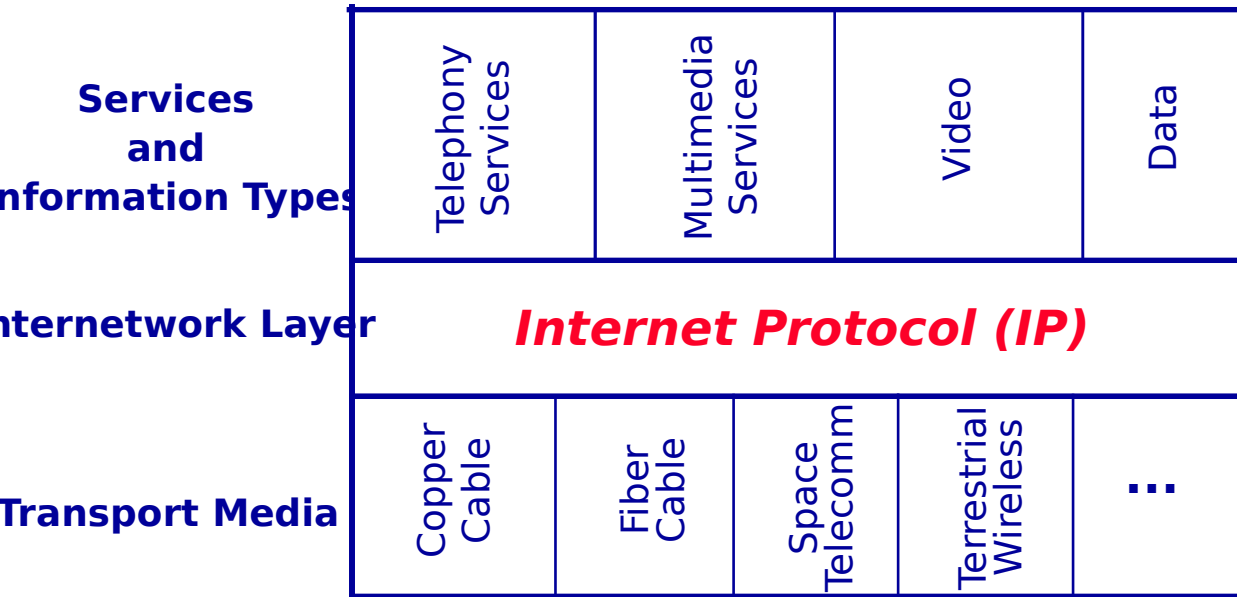 Services
and
nformation Types
Telephony
Services
Multimedia
Services
Video
Data
nternetwork Layer
Internet Protocol (IP)
Transport Media
Copper
Cable
Fiber
Cable
Space
Telecomm
Terrestrial
Wireless
...